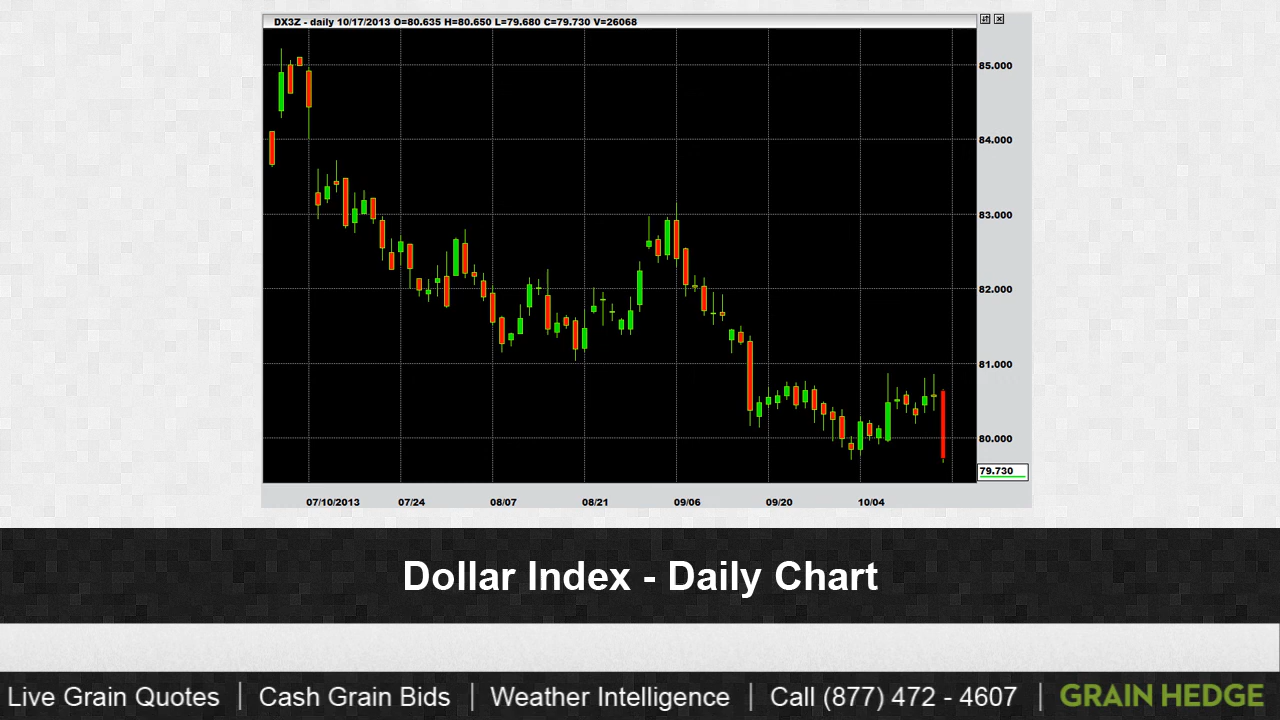 DX3Z - daily 10/17/2013 O=80.635 H=80.650 L=79.680 C=79.730 V=26068
85.000
84.000
83.000
82.000
81.000
80.000
79.730
07/10/2013 07/24 08/07 08/21 09/06 09/20 10/04
Dollar Index - Daily Chart
Live Grain Quotes | Cash Grain Bids | Weather Intelligence | Call (877) 472 - 4607 | GRAIN HEDGE